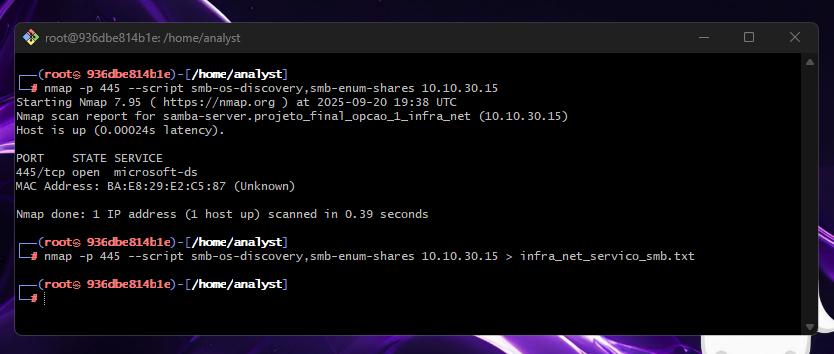 root@936dbe814b1e: /home/analyst
┌──(root㉿ 936dbe814b1e)-[/home/analyst]
└─# nmap -p 445 --script smb-os-discovery,smb-enum-shares 10.10.30.15
Starting Nmap 7.95 ( https://nmap.org ) at 2025-09-20 19:38 UTC
Nmap scan report for samba-server.projeto_final_opcao_1_infra_net (10.10.30.15)
Host is up (0.00024s latency).
PORT    STATE SERVICE
445/tcp open  microsoft-ds
MAC Address: BA:E8:29:E2:C5:87 (Unknown)
Nmap done: 1 IP address (1 host up) scanned in 0.39 seconds
┌──(root㉿ 936dbe814b1e)-[/home/analyst]
└─# nmap -p 445 --script smb-os-discovery,smb-enum-shares 10.10.30.15 > infra_net_servico_smb.txt
┌──(root㉿ 936dbe814b1e)-[/home/analyst]
└─#